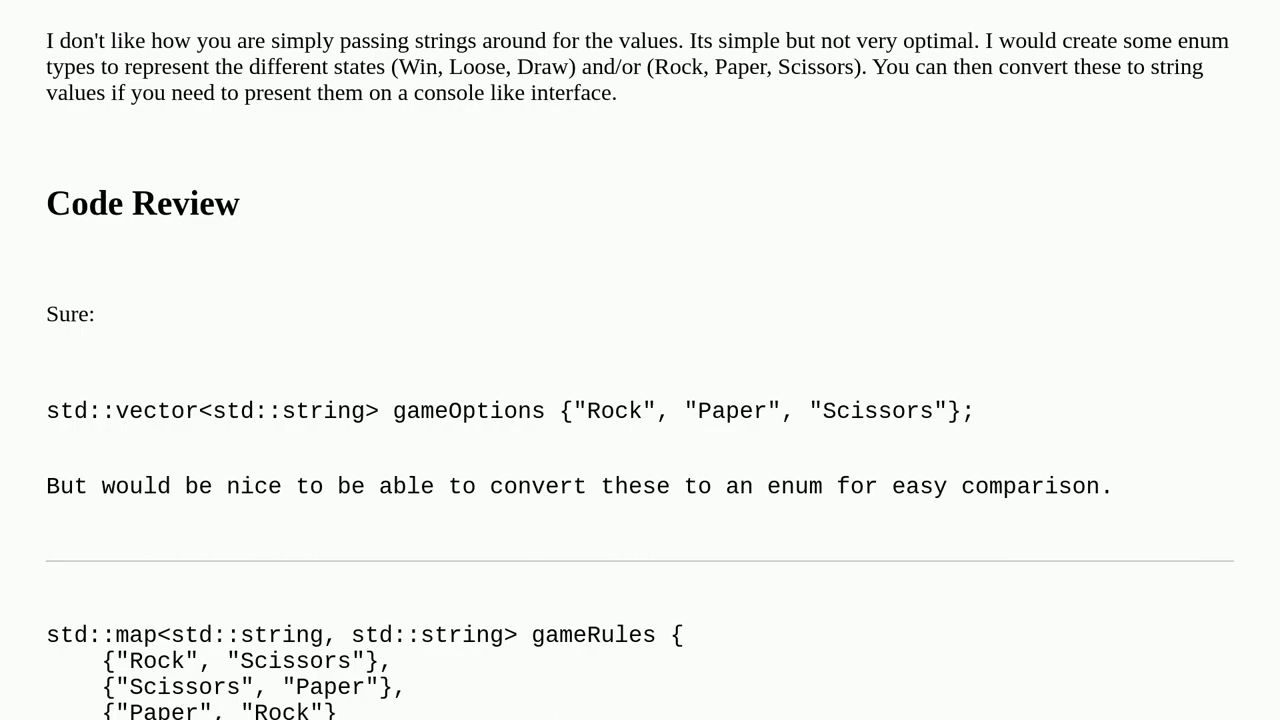 I don't like how you are simply passing strings around for the values. Its simple but not very optimal. I would create some enum
types to represent the different states (Win, Loose, Draw) and/or (Rock, Paper, Scissors). You can then convert these to string
values if you need to present them on a console like interface.
Code Review
Sure:
std::vector<std::string> gameOptions {"Rock", "Paper", "Scissors"};
But would be nice to be able to convert these to an enum for easy comparison.
std::map<std::string, std::string> gameRules {
    {"Rock", "Scissors"},
    {"Scissors", "Paper"},
    {"Paper", "Rock"}